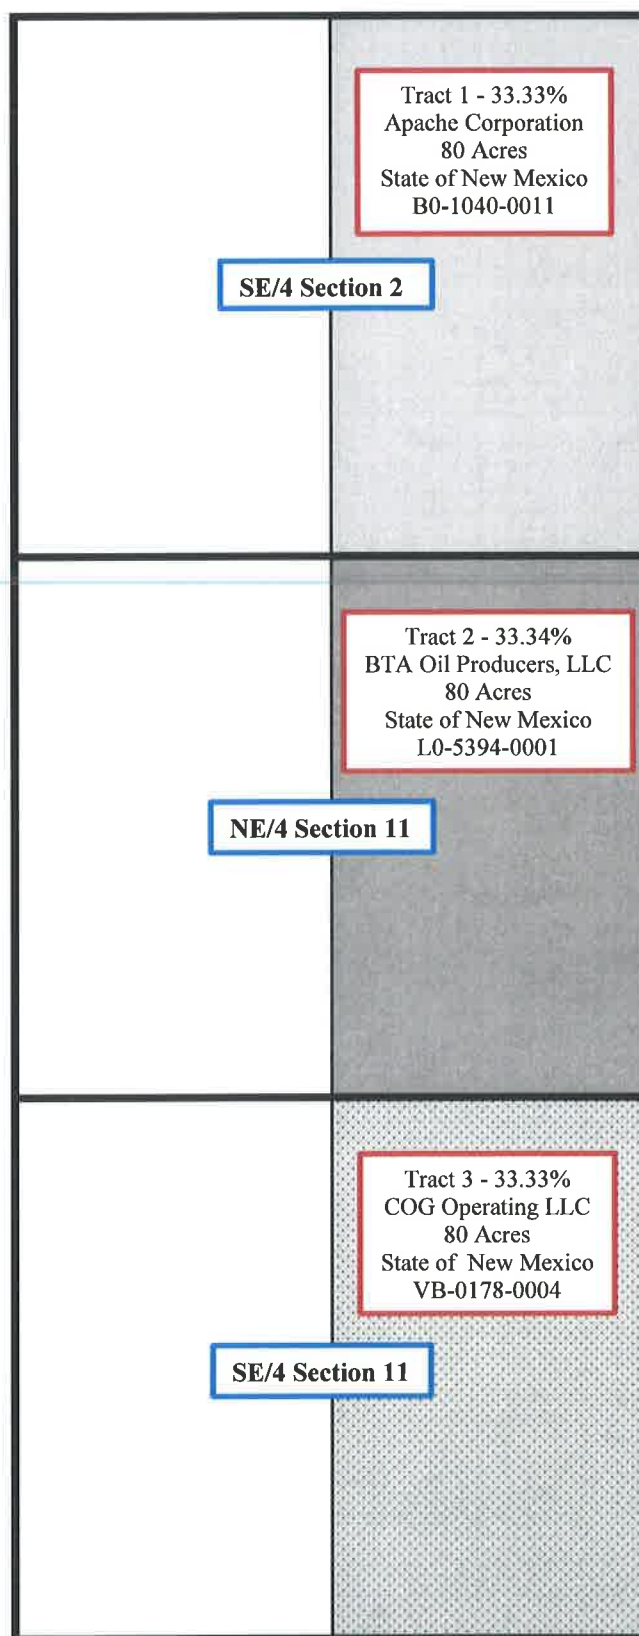 Tract 1 - 33.33%
Apache Corporation
80 Acres
State of New Mexico
B0-1040-0011
SE/4 Section 2
Tract 2 - 33.34%
BTA Oil Producers, LLC
80 Acres
State of New Mexico
L0-5394-0001
NE/4 Section 11
Tract 3 - 33.33%
COG Operating LLC
80 Acres
State of New Mexico
VB-0178-0004
SE/4 Section 11